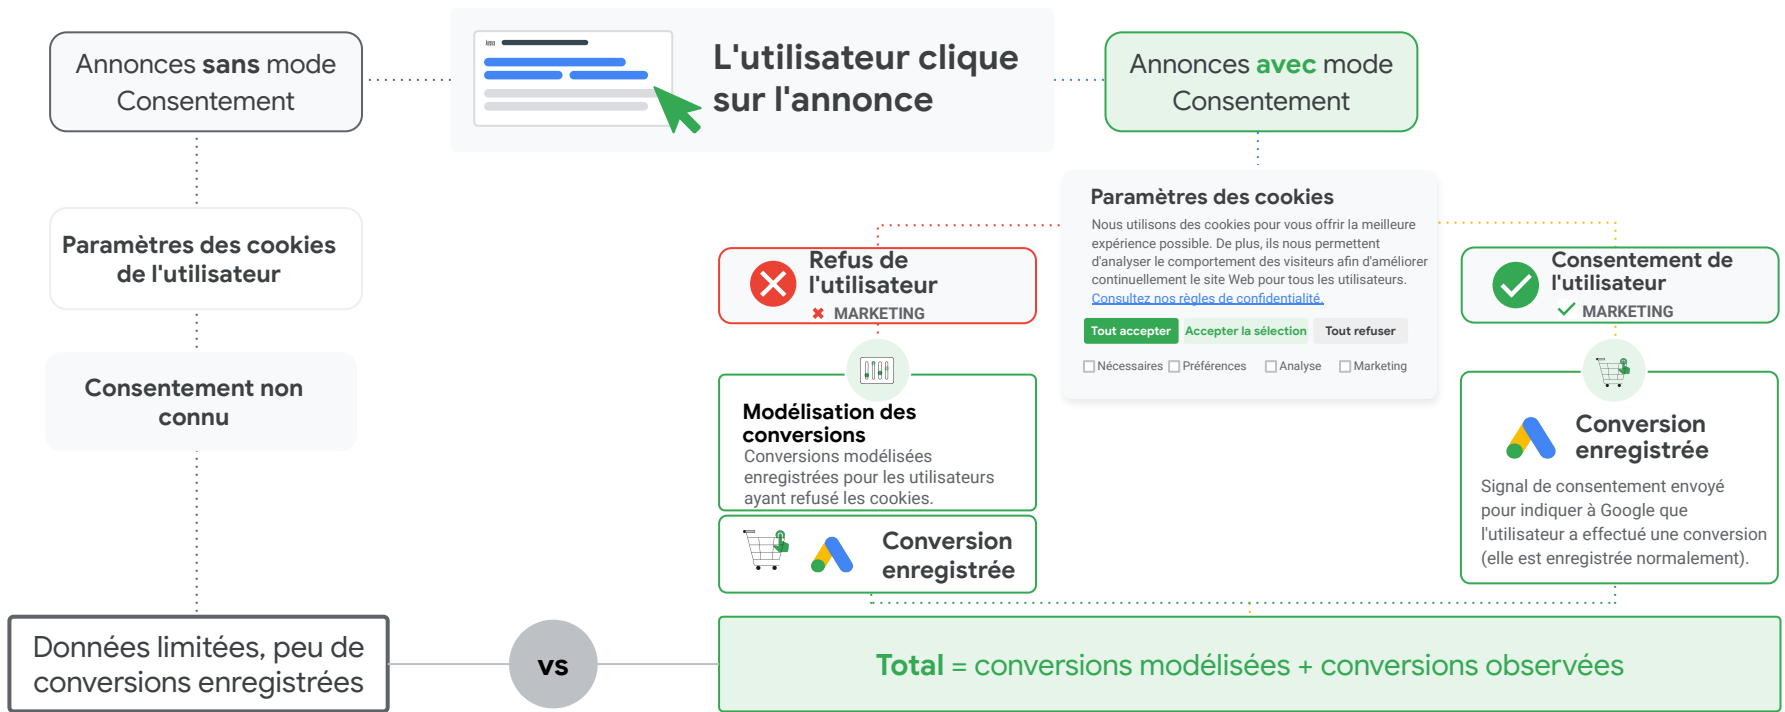 Annonces sans mode
Consentement
L'utilisateur clique
sur l'annonce
Annonces avec mode
Consentement
Paramètres des cookies
de l'utilisateur
Consentement non
connu
Paramètres des cookies
Nous utilisons des cookies pour vous offrir la meilleure
expérience possible. De plus, ils nous permettent
d'analyser le comportement des visiteurs afin d'améliorer
continuellement le site Web pour tous les utilisateurs.
Consultez nos règles de confidentialité.
Tout accepter
Accepter la sélection
Tout refuser
Nécessaires
Préférences
Analyse
Marketing
Refus de
l'utilisateur
MARKETING
Modélisation des
conversions
Conversions modélisées
enregistrées pour les utilisateurs
ayant refusé les cookies.
Conversion
enregistrée
Consentement de
l'utilisateur
MARKETING
Conversion
enregistrée
Signal de consentement envoyé
pour indiquer à Google que
l'utilisateur a effectué une conversion
(elle est enregistrée normalement).
Données limitées, peu de
conversions enregistrées
vs
Total = conversions modélisées + conversions observées